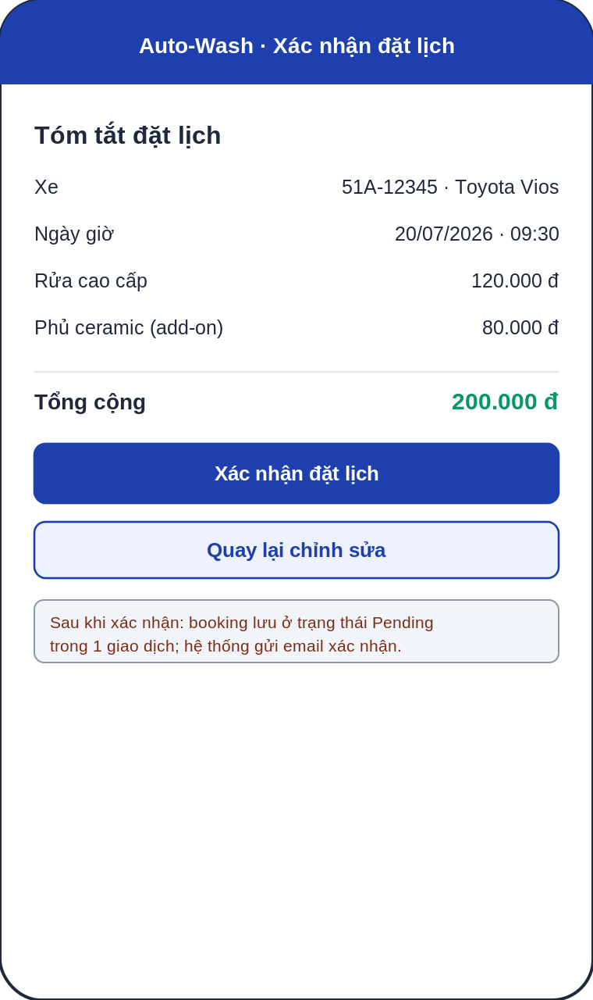 Auto-Wash · Xác nhận đặt lịch
Tóm tắt đặt lịch
Xe 51A-12345 · Toyota Vios
Ngày giờ 20/07/2026 · 09:30
Rửa cao cấp 120.000 đ
Phủ ceramic (add-on) 80.000 đ
Tổng cộng 200.000 đ
Xác nhận đặt lịch
Quay lại chỉnh sửa
Sau khi xác nhận: booking lưu ở trạng thái Pending
trong 1 giao dịch; hệ thống gửi email xác nhận.